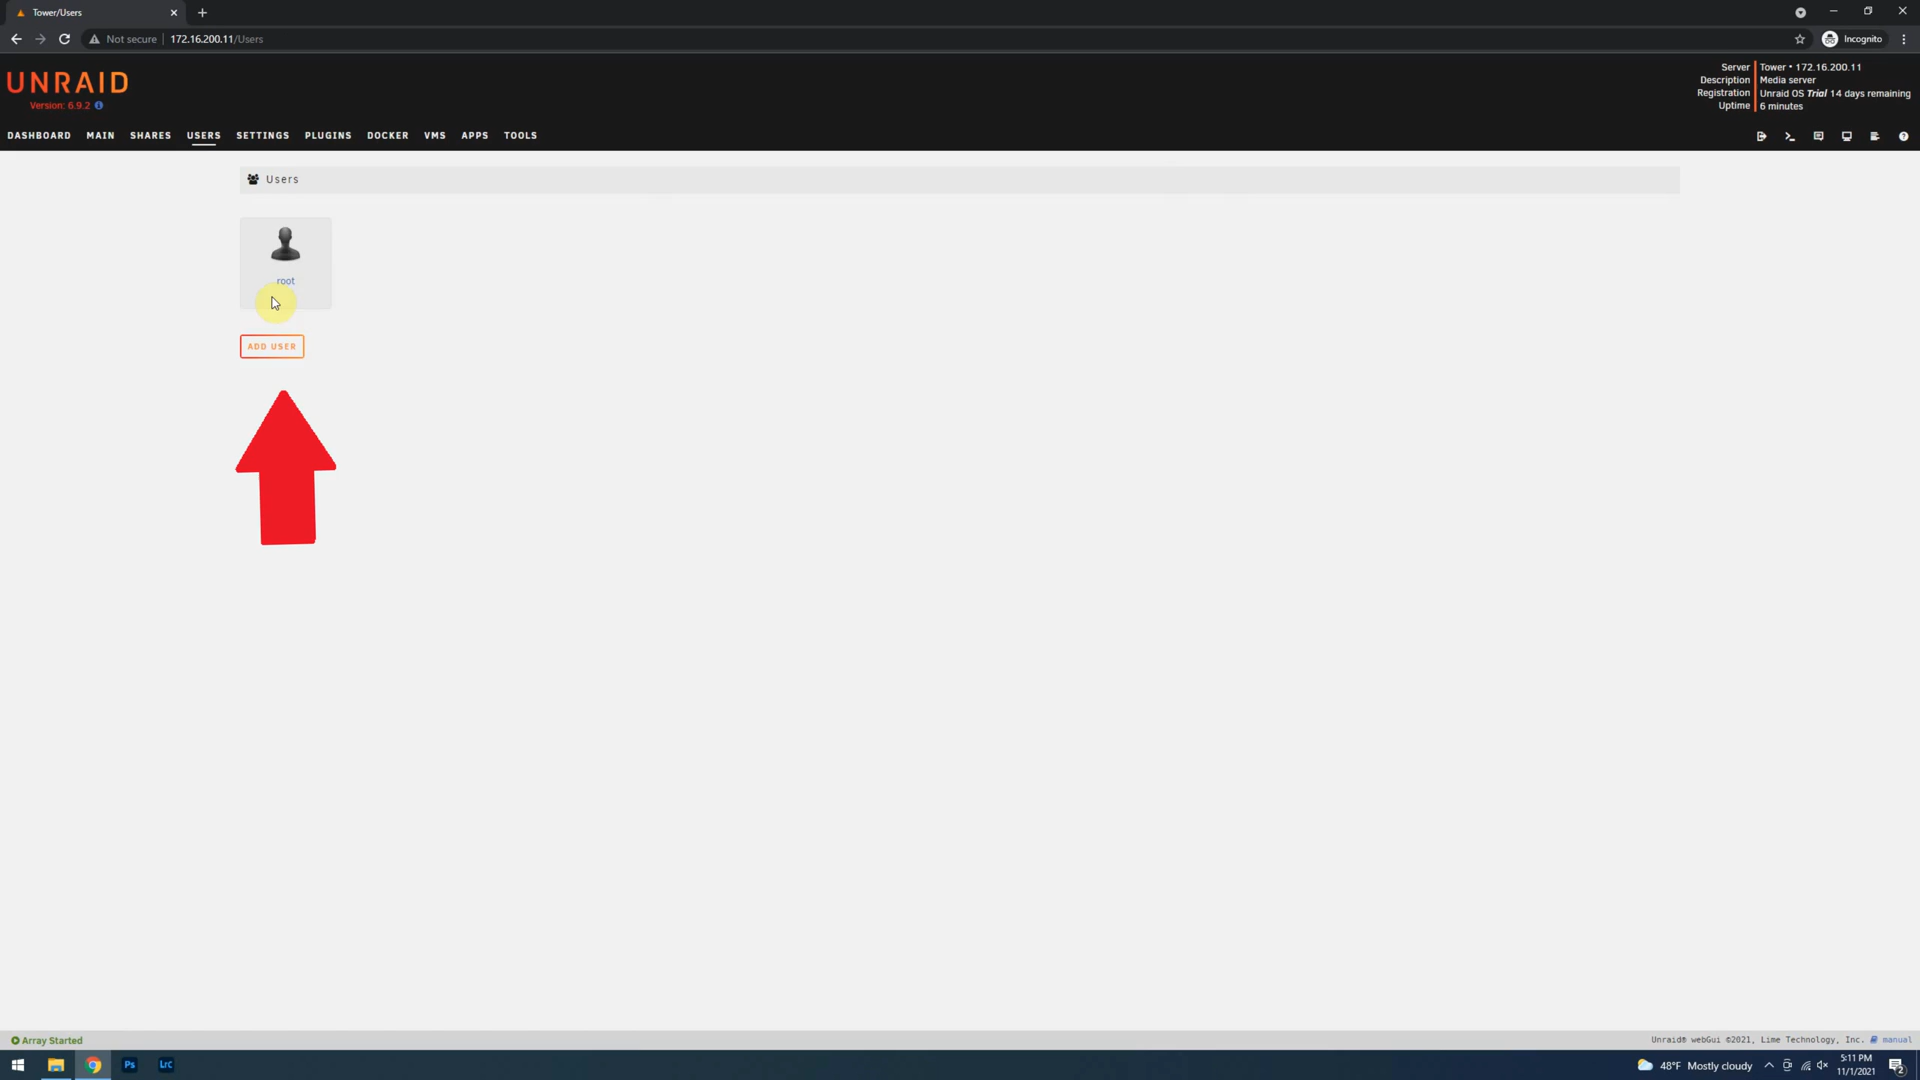 Tower/Users
Not secure 172.16.200.11/Users
Incognito
UNRAID
Version: 6.9.2
Server Tower • 172.16.200.11
Description Media server
Registration Unraid OS Trial 14 days remaining
Uptime 6 minutes
DASHBOARD MAIN SHARES USERS SETTINGS PLUGINS DOCKER VMS APPS TOOLS
Users
root
ADD USER
Array Started
Unraid® webGui ©2021, Lime Technology, Inc. manual
Ps
Lrc
48°F Mostly cloudy
5:11 PM
11/1/2021
2